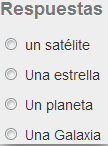 Respuestas
un satélite
Una estrella
Un planeta
Una Galaxia